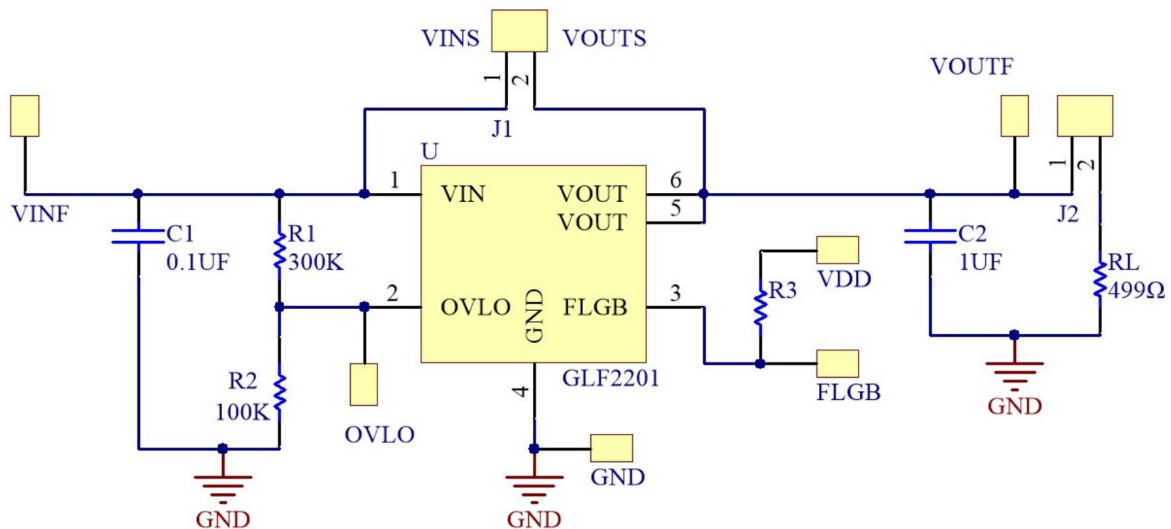 VINS
VOUTS
VOUTF
1
2
J1
1
2
J2
U
VINF
1
VIN
VOUT
6
VOUT
5
C1
0.1UF
R1
300K
C2
1UF
RL
499Ω
VDD
R3
2
OVLO
GND
FLGB
3
R2
100K
4
GLF2201
FLGB
OVLO
GND
GND
GND
GND